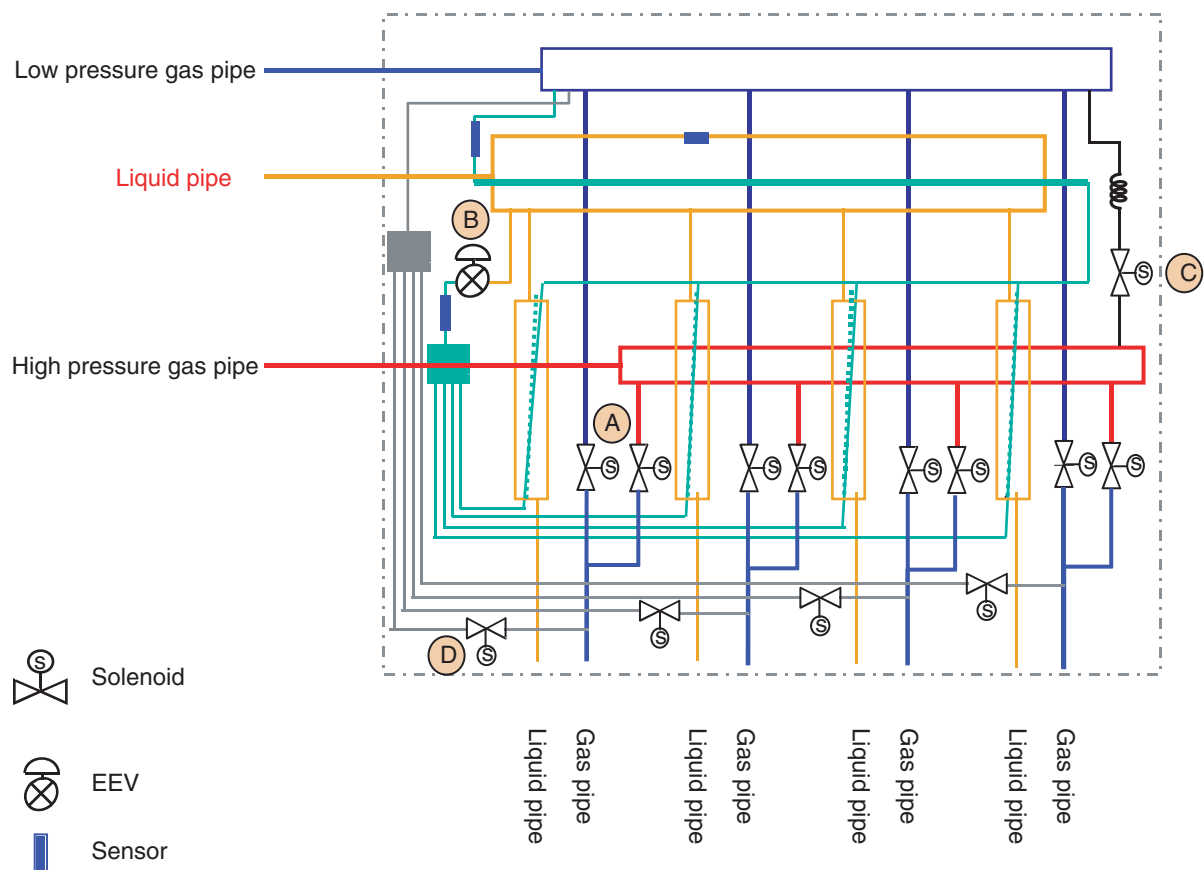 Low pressure gas pipe
Liquid pipe
B
C
S
High pressure gas pipe
A
S
S
S
S
S
S
S
S
S
S
S
D
S
S
Solenoid
EEV
Sensor
Liquid pipe
Gas pipe
Liquid pipe
Gas pipe
Liquid pipe
Gas pipe
Liquid pipe
Gas pipe